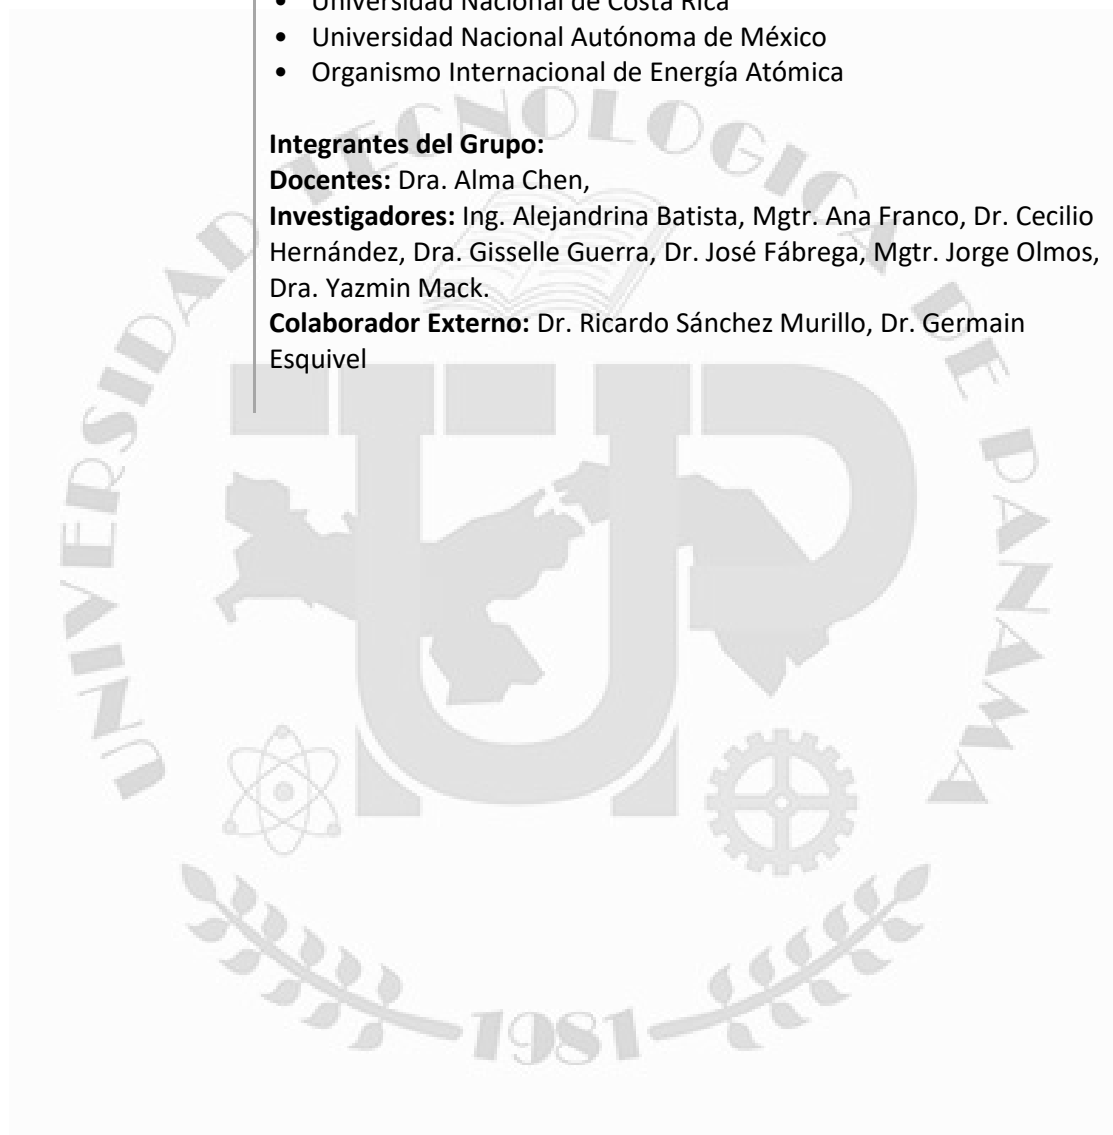 • Universidad Nacional de Costa Rica
• Universidad Nacional Autónoma de México
• Organismo Internacional de Energía Atómica
Integrantes del Grupo:
Docentes: Dra. Alma Chen,
Investigadores: Ing. Alejandrina Batista, Mgtr. Ana Franco, Dr. Cecilio
Hernández, Dra. Gisselle Guerra, Dr. José Fábrega, Mgtr. Jorge Olmos,
Dra. Yazmin Mack.
Colaborador Externo: Dr. Ricardo Sánchez Murillo, Dr. Germain
Esquivel
UNIVERSIDAD TECNOLOGICA DE PANAMA
UTP
1981